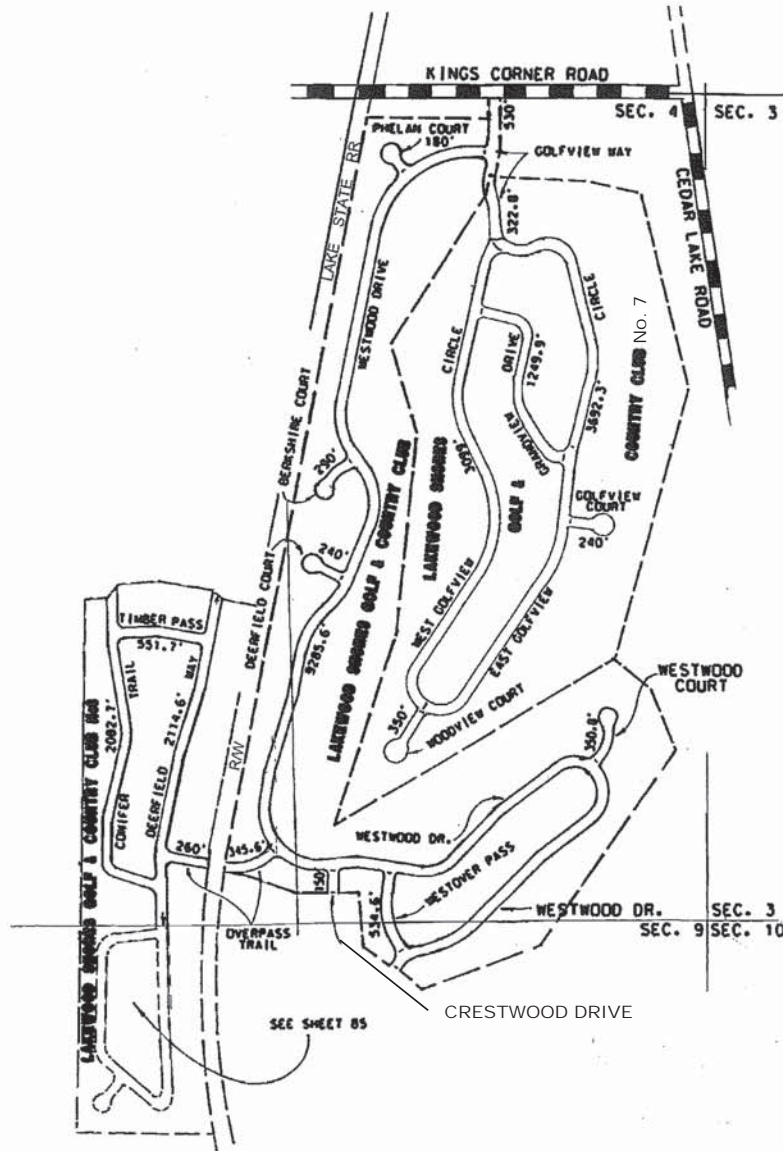 KINGS CORNER ROAD
SEC. 4
SEC. 3
PHELAN COURT
180'
530'
GOLFVIEW WAY
LAKE STATE RR
322.8'
CEDAR LAKE ROAD
WESTWOOD DRIVE
CIRCLE
CIRCLE
DRIVE
1249.9'
GRANDVIEW
3692.3'
COUNTRY CLUB No. 7
BERKSHIRE COURT
290'
3039'
LAKEWOOD SHORES
GOLF &
GOLFVIEW COURT
240'
240'
DEERFIELD COURT
LAKEWOOD SHORES GOLF & COUNTRY CLUB
9285.6'
WEST GOLFVIEW
EAST GOLFVIEW
TIMBER PASS
551.7'
TRAIL
WAY
2082.7'
2114.6'
CONIFER
DEERFIELD
R/W
350'
WOODVIEW COURT
WESTWOOD
COURT
350.0'
LAKEWOOD SHORES GOLF & COUNTRY CLUB No8
WESTWOOD DR.
WESTOVER PASS
260'
345.6'
150'
534.6'
WESTWOOD DR.
SEC. 3
SEC. 9
SEC. 10
OVERPASS
TRAIL
CRESTWOOD DRIVE
SEE SHEET 85